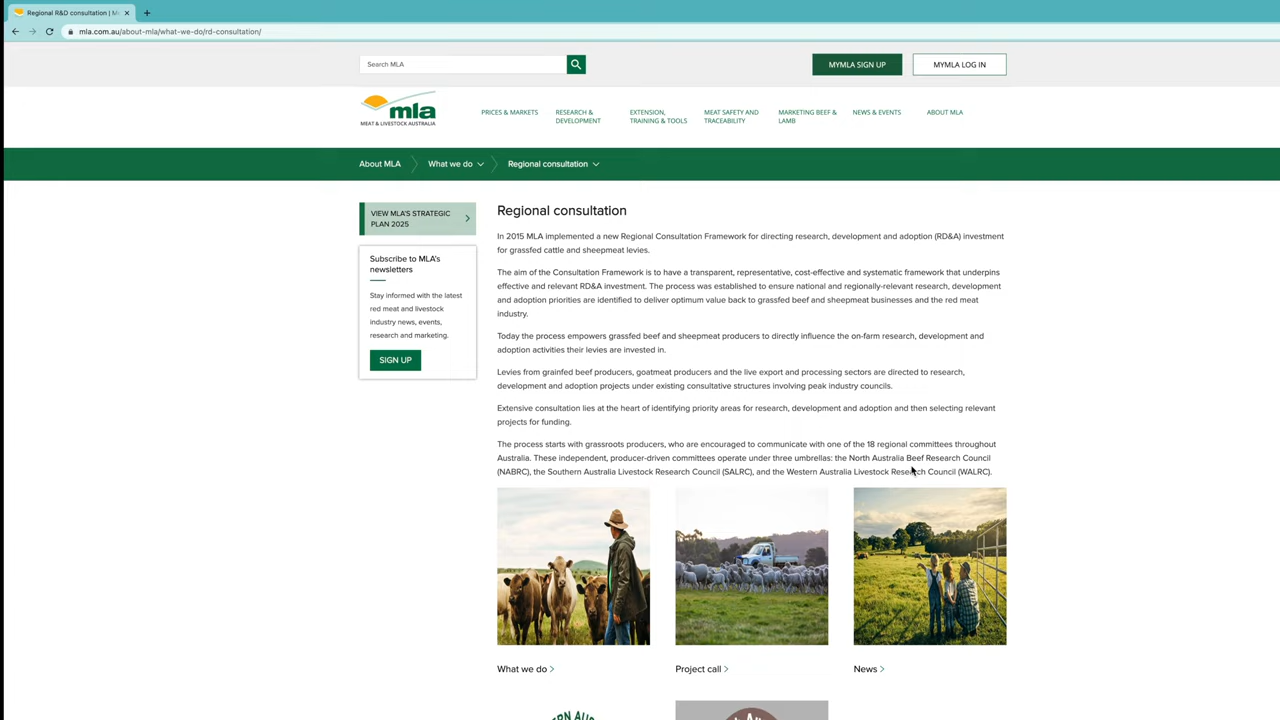 Regional R&D consultation | M
mla.com.au/about-mla/what-we-do/rd-consultation/
Search MLA
MYMLA SIGN UP
MYMLA LOG IN
mla
MEAT & LIVESTOCK AUSTRALIA
PRICES & MARKETS
RESEARCH &
DEVELOPMENT
EXTENSION,
TRAINING & TOOLS
MEAT SAFETY AND
TRACEABILITY
MARKETING BEEF &
LAMB
NEWS & EVENTS
ABOUT MLA
About MLA
What we do
Regional consultation
VIEW MLA'S STRATEGIC
PLAN 2025
Subscribe to MLA's
newsletters
Stay informed with the latest
red meat and livestock
industry news, events,
research and marketing.
SIGN UP
Regional consultation
In 2015 MLA implemented a new Regional Consultation Framework for directing research, development and adoption (RD&A) investment
for grassfed cattle and sheepmeat levies.
The aim of the Consultation Framework is to have a transparent, representative, cost-effective and systematic framework that underpins
effective and relevant RD&A investment. The process was established to ensure national and regionally-relevant research, development
and adoption priorities are identified to deliver optimum value back to grassfed beef and sheepmeat businesses and the red meat
industry.
Today the process empowers grassfed beef and sheepmeat producers to directly influence the on-farm research, development and
adoption activities their levies are invested in.
Levies from grainfed beef producers, goatmeat producers and the live export and processing sectors are directed to research,
development and adoption projects under existing consultative structures involving peak industry councils.
Extensive consultation lies at the heart of identifying priority areas for research, development and adoption and then selecting relevant
projects for funding.
The process starts with grassroots producers, who are encouraged to communicate with one of the 18 regional committees throughout
Australia. These independent, producer-driven committees operate under three umbrellas: the North Australia Beef Research Council
(NABRC), the Southern Australia Livestock Research Council (SALRC), and the Western Australia Livestock Research Council (WALRC).
What we do
Project call
News